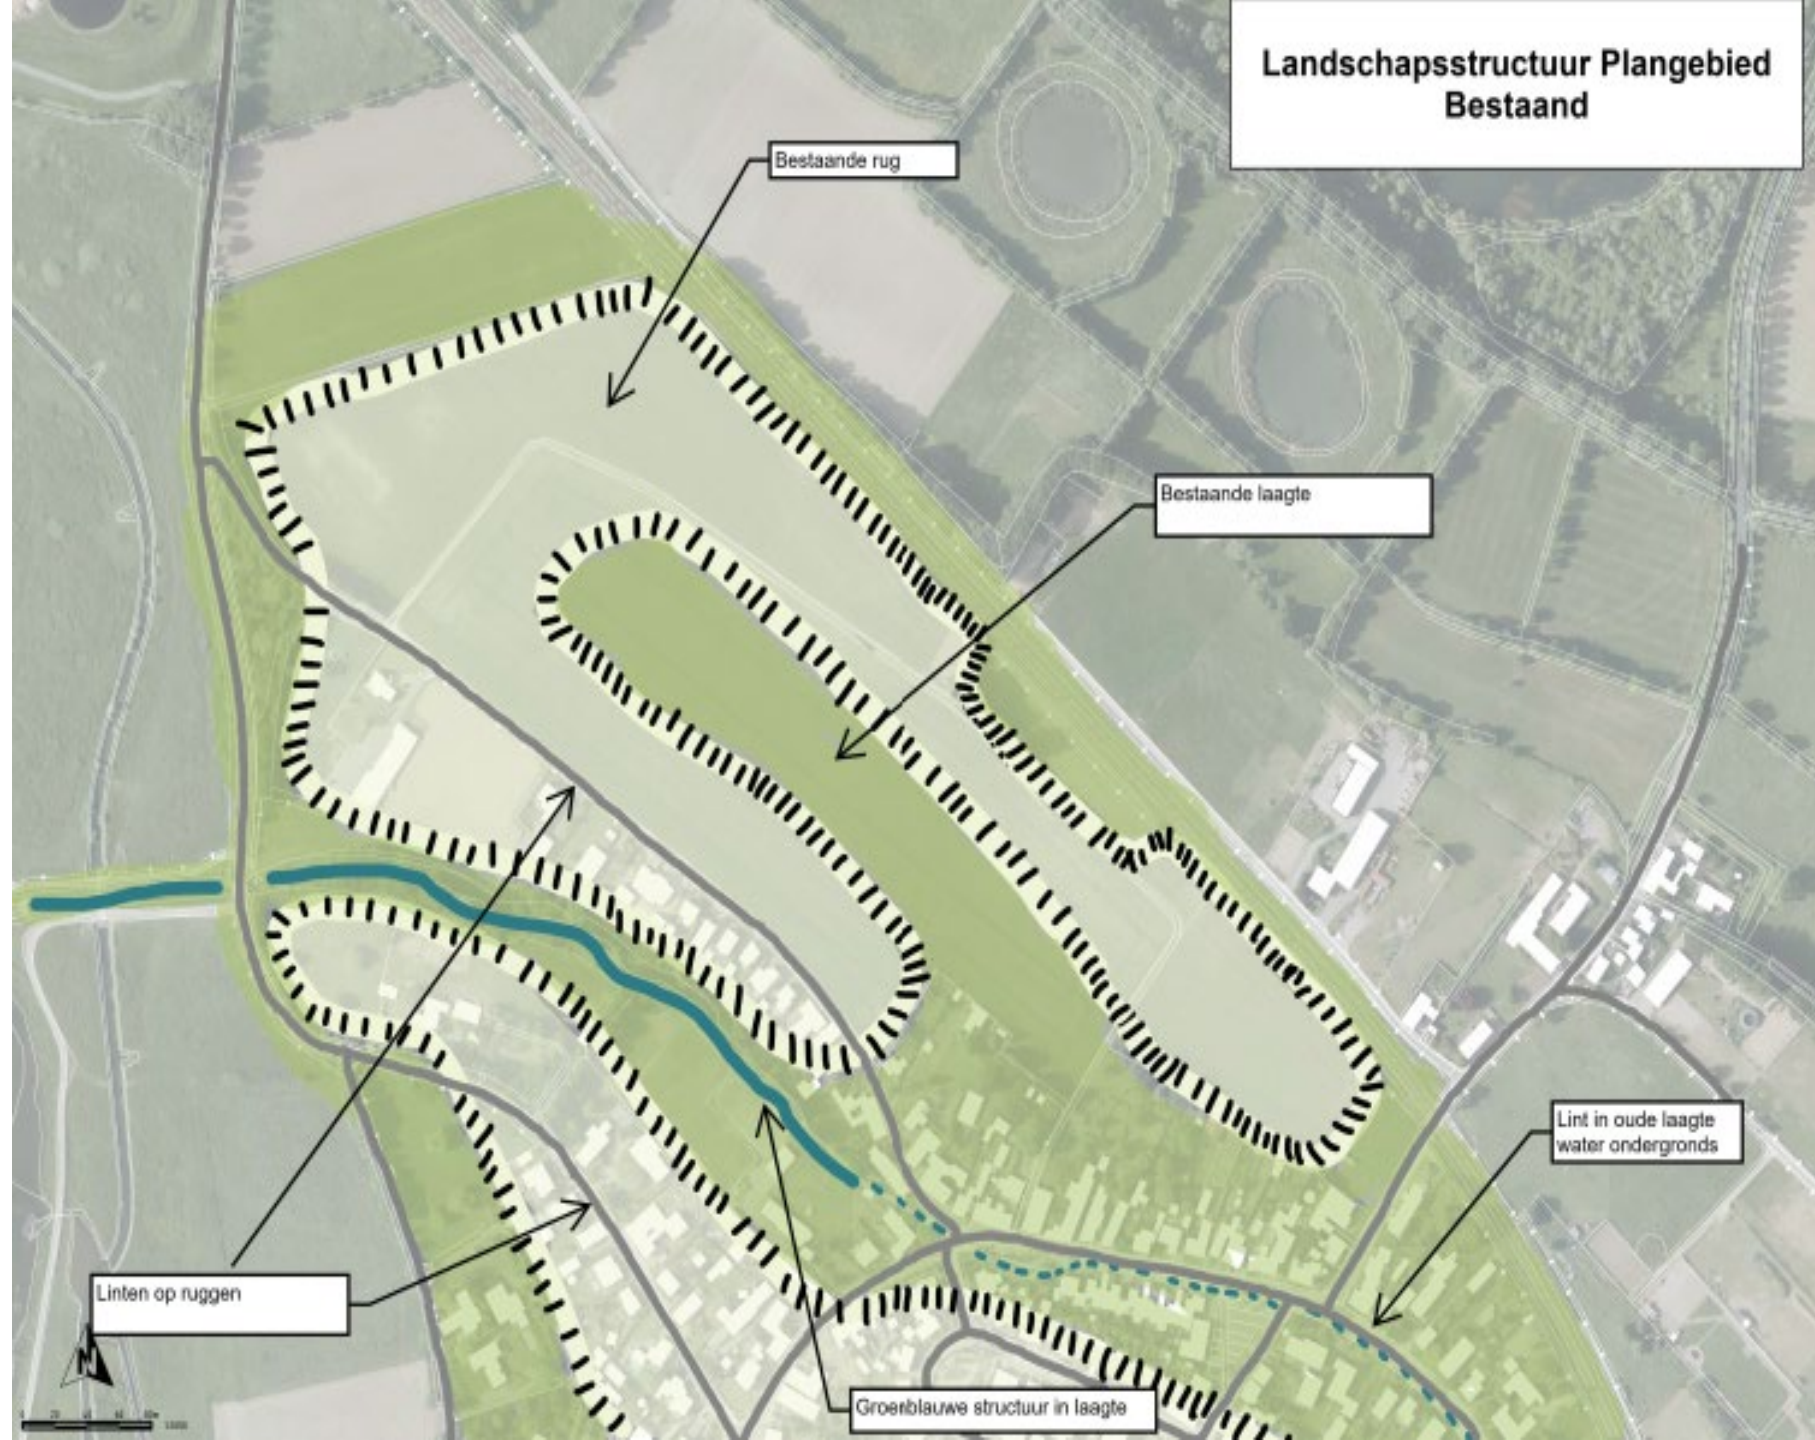 Landschapsstructuur Plangebied
Bestaand
Bestaande rug
Bestaande laagte
Lint in oude laagte
water ondergronds
Linten op ruggen
N
Groenblauwe structuur in laagte